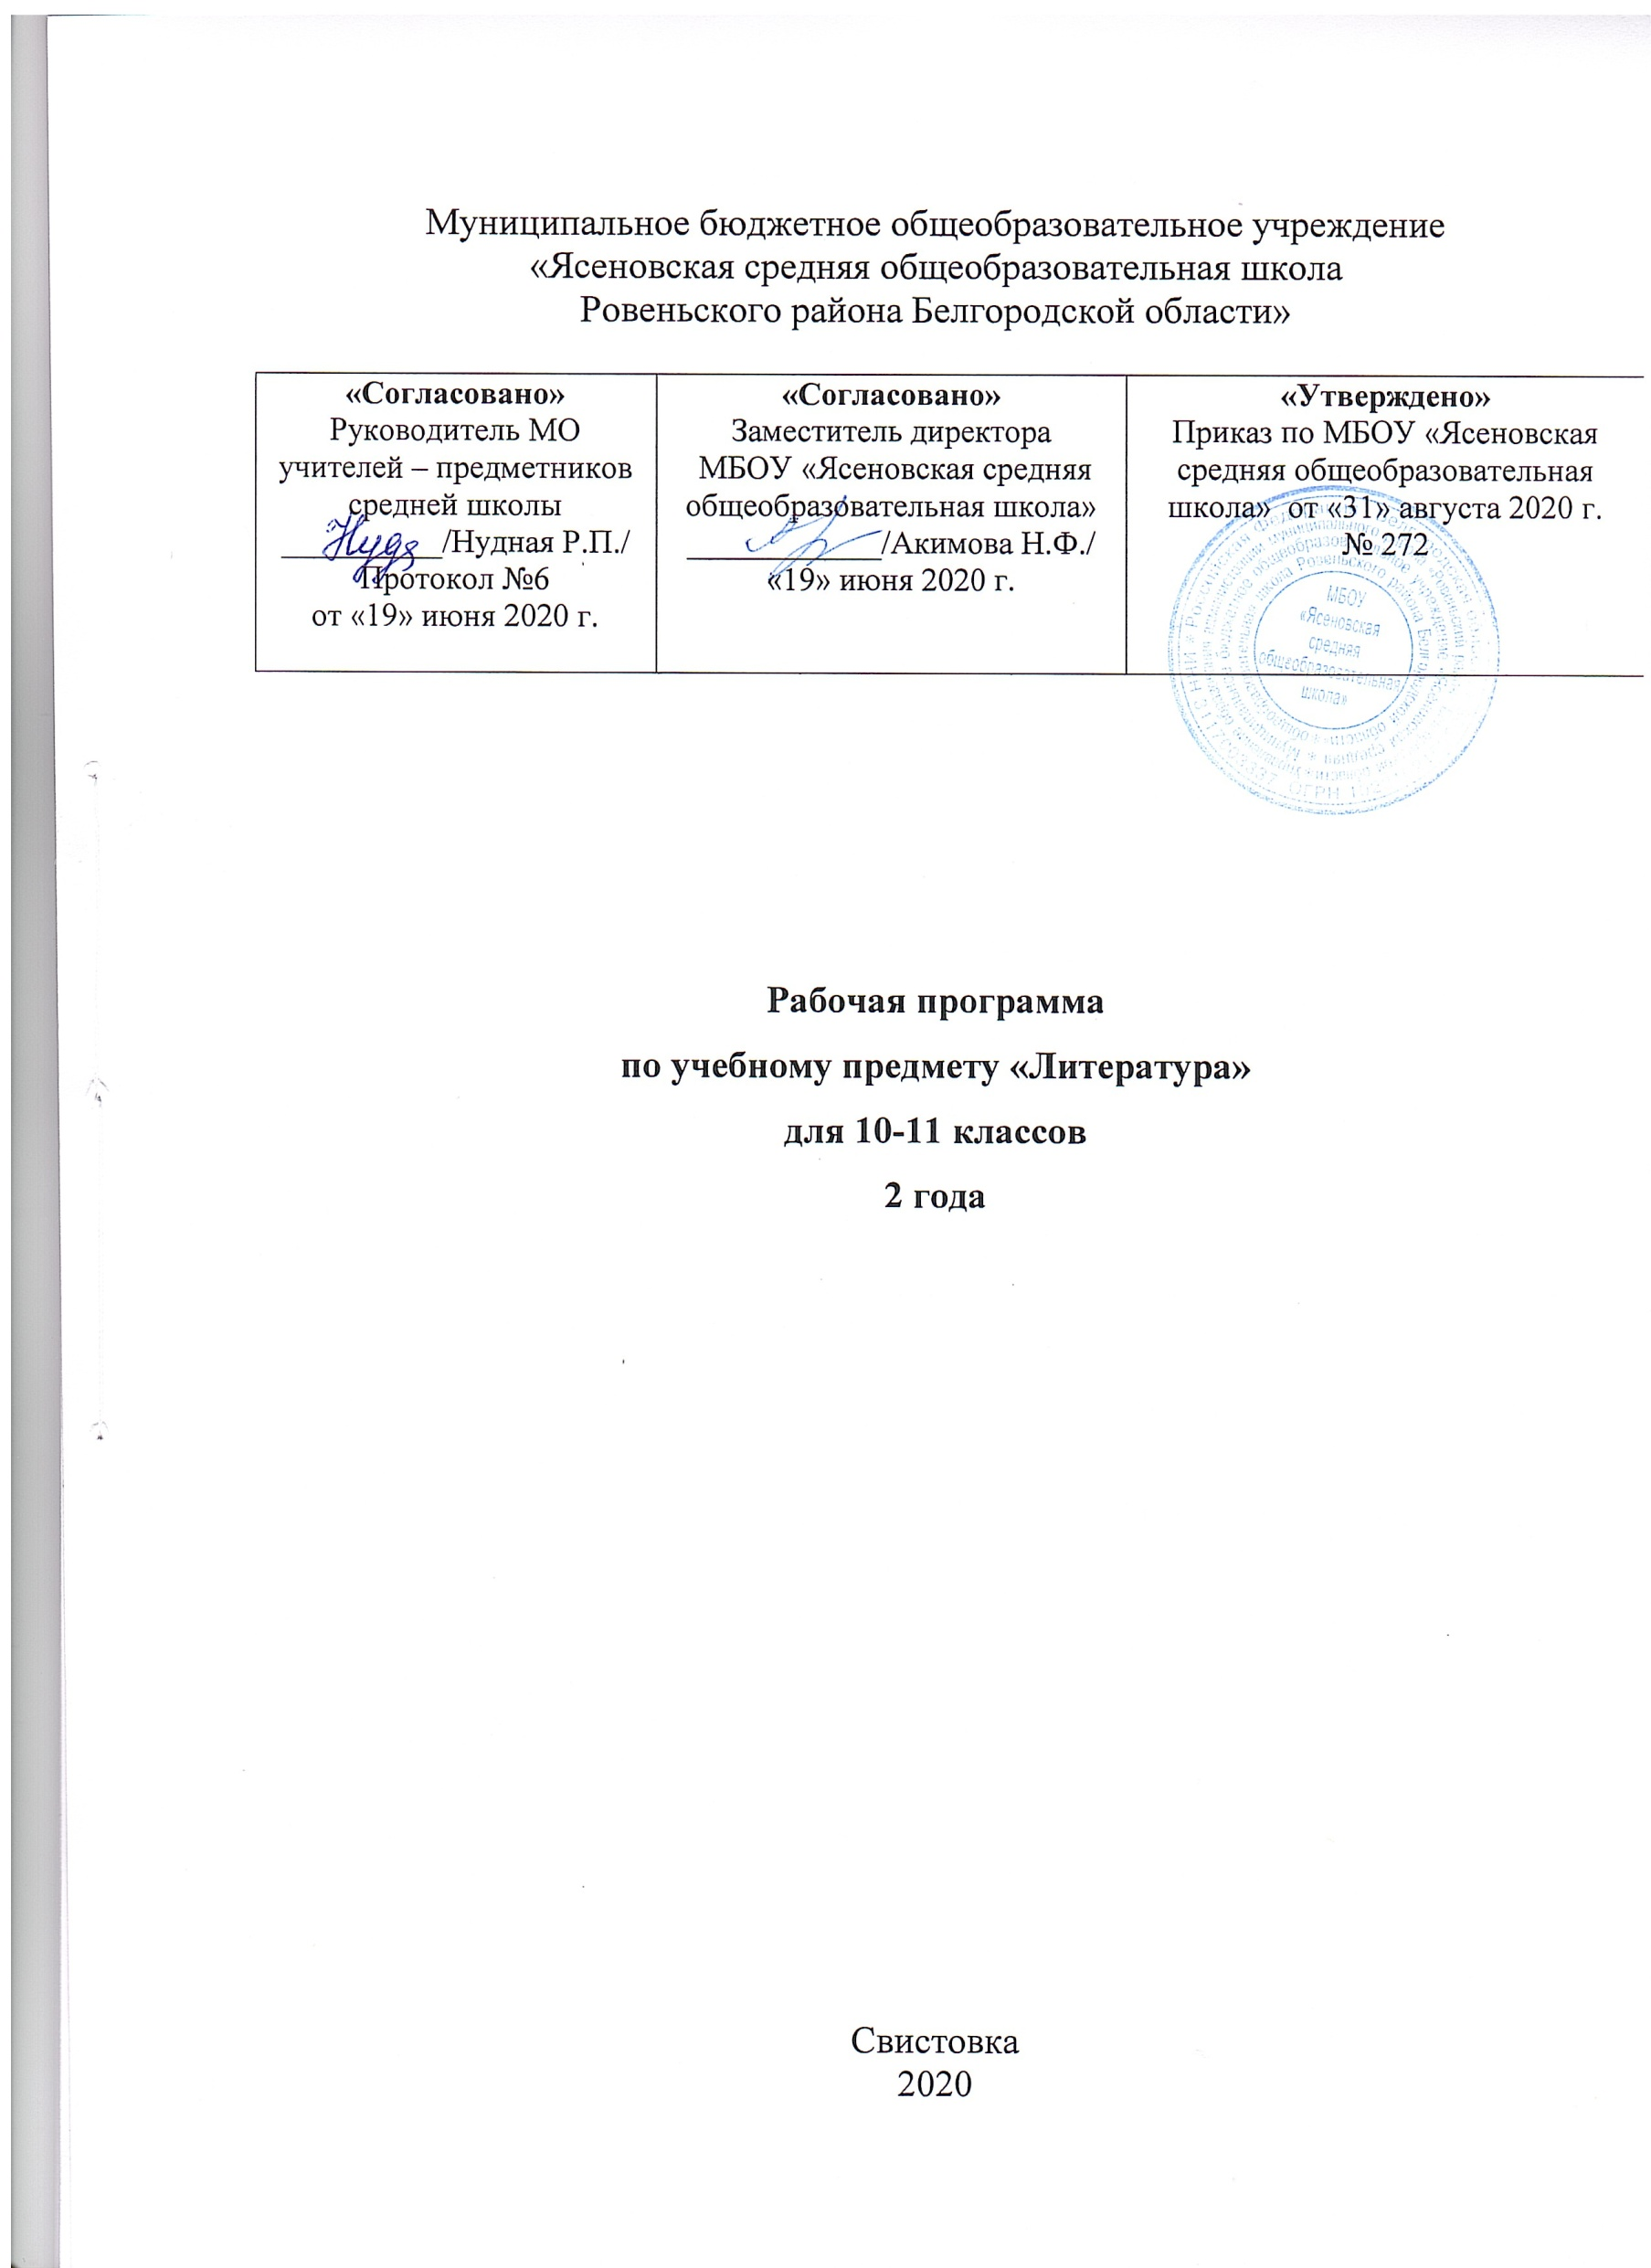 Муниципальное бюджетное общеобразовательное учреждение
«Ясеновская средняя общеобразовательная школа
Ровеньского района Белгородской области»
«Согласовано»
Руководитель МО
учителей – предметников
средней школы
/Нудная Р.П./
Протокол №6
от «19» июня 2020 г.
«Согласовано»
Заместитель директора
МБОУ «Ясеновская средняя
общеобразовательная школа»
/Акимова Н.Ф./
«19» июня 2020 г.
«Утверждено»
Приказ по МБОУ «Ясеновская
средняя общеобразовательная
школа» от «31» августа 2020 г.
№ 272
МБОУ
«Ясеновская
средняя
общеобразовательная
школа»
Рабочая программа
по учебному предмету «Литература»
для 10-11 классов
2 года
Свистовка
2020